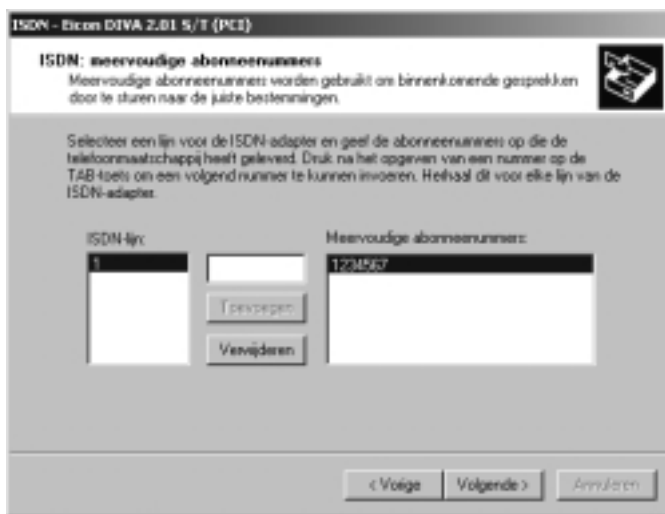 ISDN - Eicon DIVA 2.01 S/T (PCI)
ISDN: meervoudige abonneenummers
Meervoudige abonneenummers worden gebruikt om binnenkomende gesprekken
door te sturen naar de juiste bestemmingen.
Selecteer een lijn voor de ISDN-adapter en geef de abonneenummers op die de
telefoonmaatschappij heeft geleverd. Druk na het opgeven van een nummer op de
TAB-toets om een volgend nummer te kunnen invoeren. Herhaal dit voor elke lijn van de
ISDN-adapter.
ISDN-lijn:
Meervoudige abonneenummers:
1
1234567
Toevoegen
Verwijderen
< Vorige
Volgende >
Annuleren